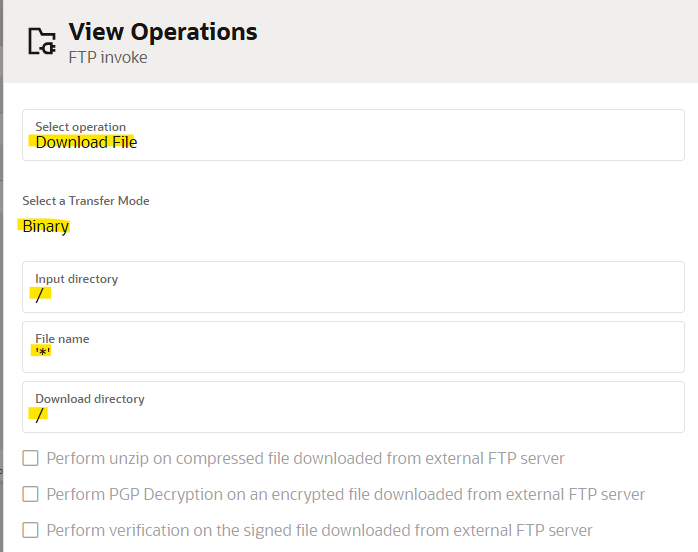 View Operations
FTP invoke
Select operation
Download File
Select a Transfer Mode
Binary
Input directory
/
File name
'*'
Download directory
/
Perform unzip on compressed file downloaded from external FTP server
Perform PGP Decryption on an encrypted file downloaded from external FTP server
Perform verification on the signed file downloaded from external FTP server